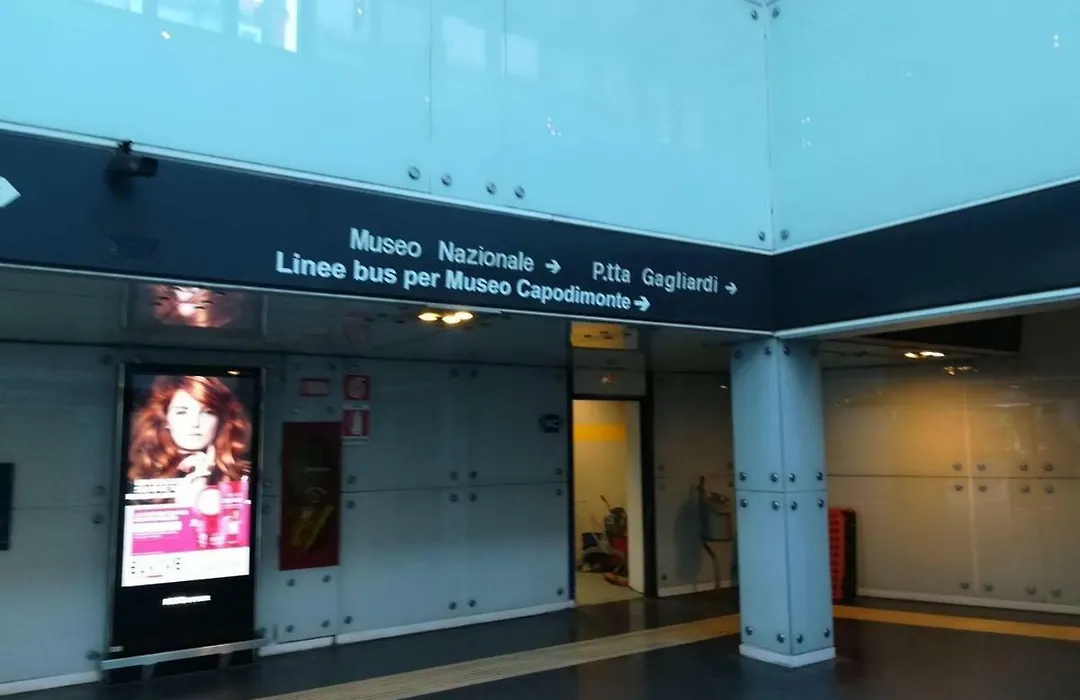 Museo Nazionale → P.tta Gagliardi →
Linee bus per Museo Capodimonte →